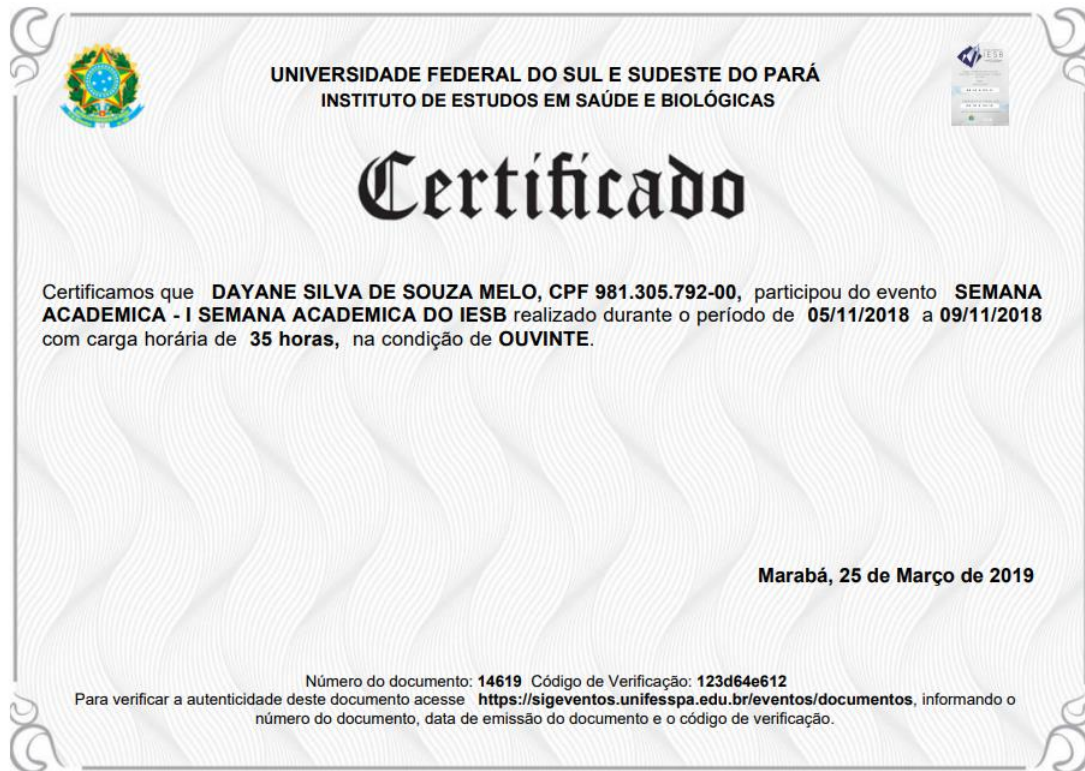 IESB
UNIVERSIDADE FEDERAL DO SUL E SUDESTE DO PARÁ
INSTITUTO DE ESTUDOS EM SAÚDE E BIOLÓGICAS
Certificado
Certificamos que DAYANE SILVA DE SOUZA MELO, CPF 981.305.792-00, participou do evento SEMANA
ACADEMICA - I SEMANA ACADEMICA DO IESB realizado durante o período de 05/11/2018 a 09/11/2018
com carga horária de 35 horas, na condição de OUVINTE.
Marabá, 25 de Março de 2019
Número do documento: 14619 Código de Verificação: 123d64e612
Para verificar a autenticidade deste documento acesse https://sigeventos.unifesspa.edu.br/eventos/documentos, informando o
número do documento, data de emissão do documento e o código de verificação.